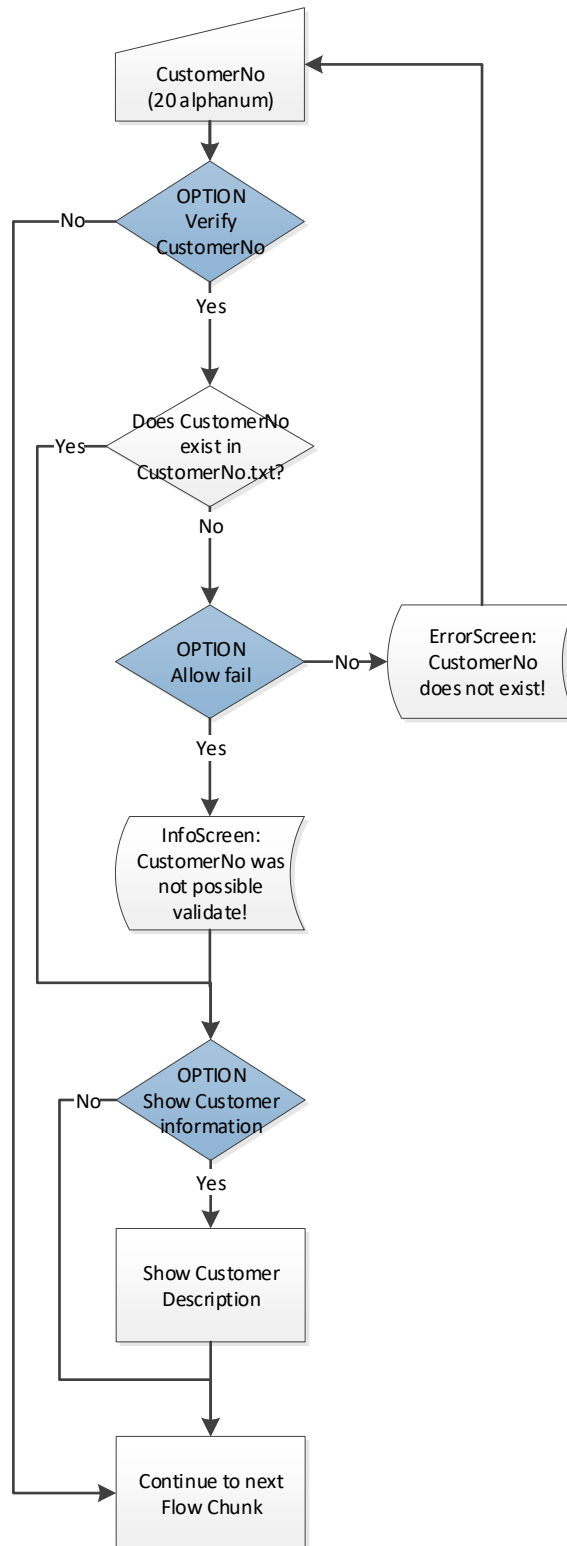 CustomerNo
(20 alphanum)
OPTION
Verify
CustomerNo
No
Yes
Does CustomerNo
exist in
CustomerNo.txt?
Yes
No
OPTION
Allow fail
No
ErrorScreen:
CustomerNo
does not exist!
Yes
InfoScreen:
CustomerNo was
not possible
validate!
OPTION
Show Customer
information
No
Yes
Show Customer
Description
Continue to next
Flow Chunk